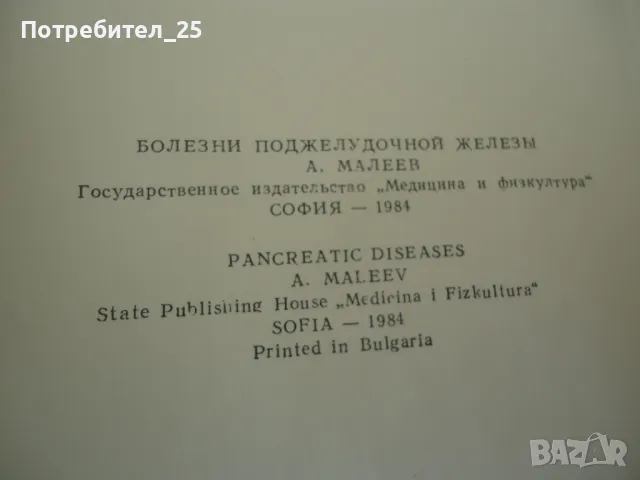 Потребител_25
БОЛЕЗНИ ПОДЖЕЛУДОЧНОЙ ЖЕЛЕЗЫ
А. МАЛЕЕВ
Государственное издательство „Медицина и физкултура“
СОФИЯ — 1984
PANCREATIC DISEASES
A. MALEEV
State Publishing House „Medicina i Fizkultura“
SOFIA — 1984
Printed in Bulgaria
BAZAR